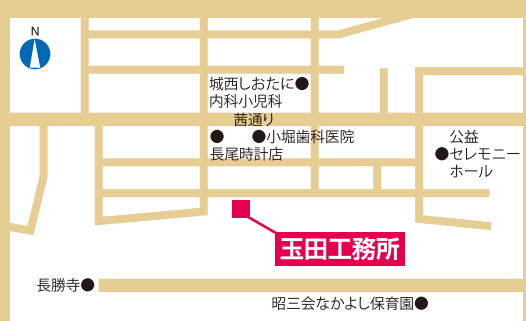 N
城西しおたに
内科小児科
茜通り
小堀歯科医院
長尾時計店
公益
セレモニー
ホール
玉田工務所
長勝寺
昭三会なかよし保育園